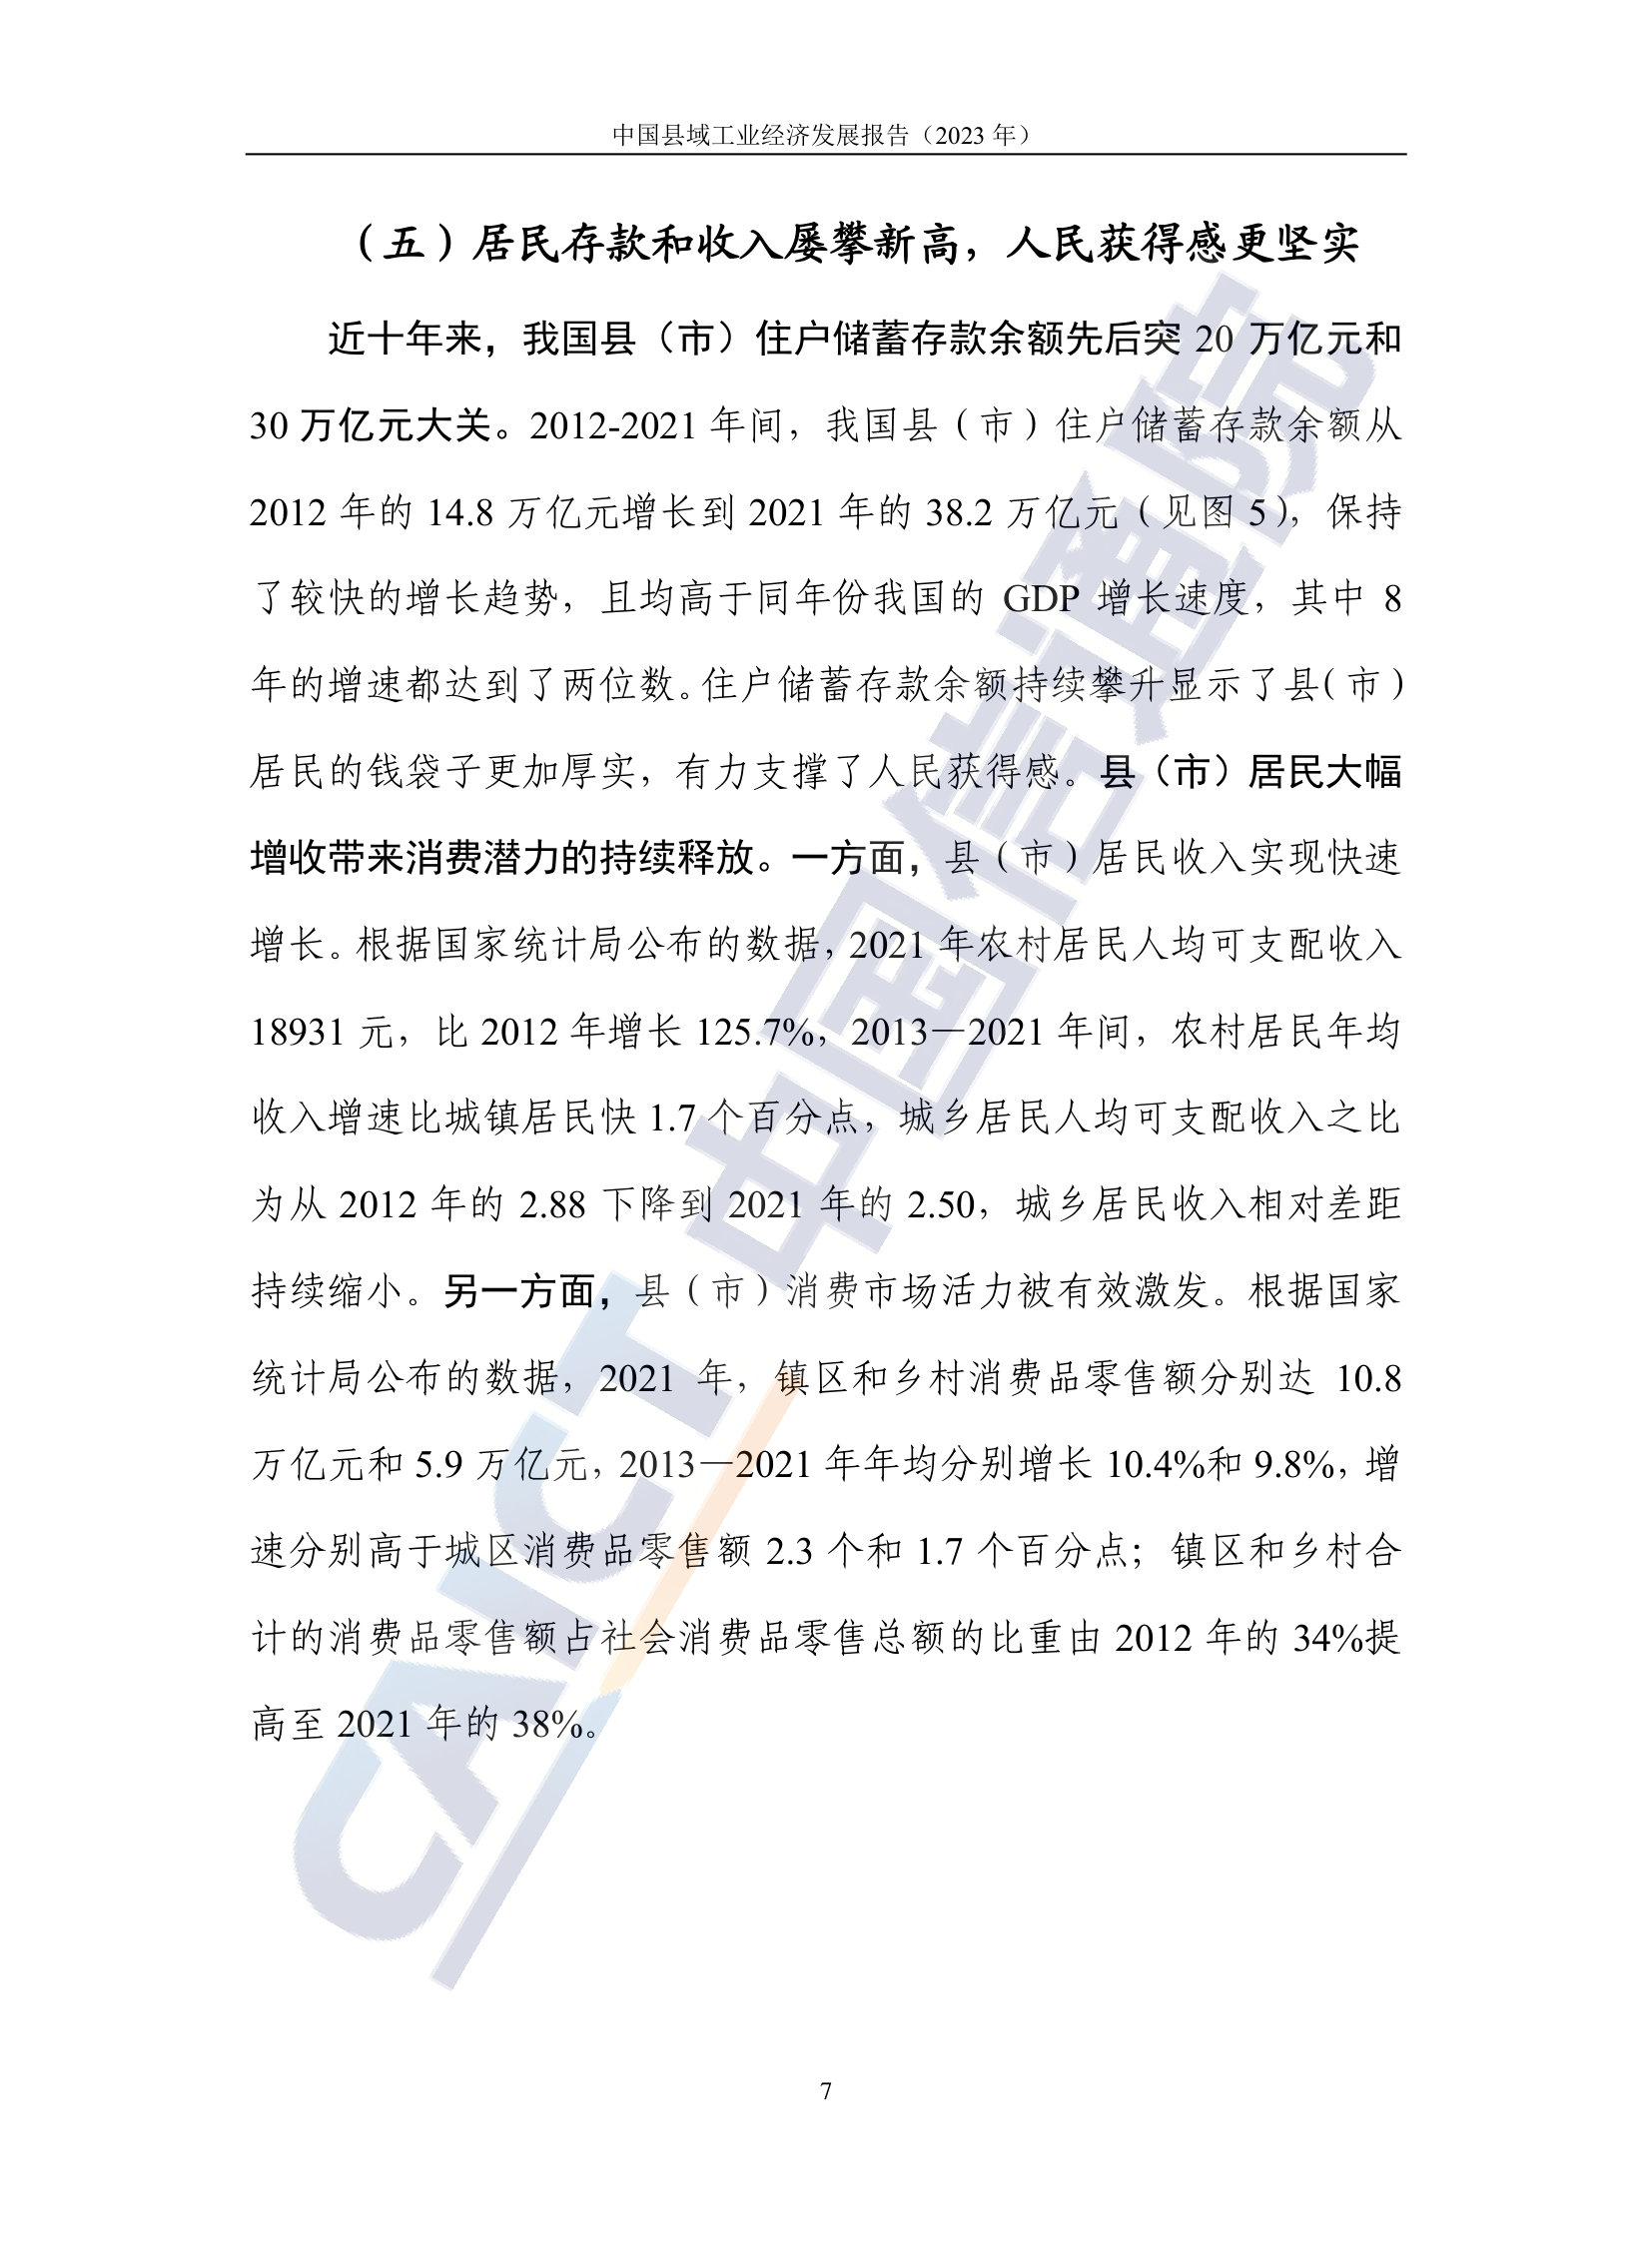 中国县域工业经济发展报告（2023 年）
（五）居民存款和收入屡攀新高，人民获得感更坚实
近十年来，我国县（市）住户储蓄存款余额先后突 20 万亿元和
30 万亿元大关。2012-2021 年间，我国县（市）住户储蓄存款余额从
2012 年的 14.8 万亿元增长到 2021 年的 38.2 万亿元（见图 5），保持
了较快的增长趋势，且均高于同年份我国的 GDP 增长速度，其中 8
年的增速都达到了两位数。住户储蓄存款余额持续攀升显示了县（市）
居民的钱袋子更加厚实，有力支撑了人民获得感。县（市）居民大幅
增收带来消费潜力的持续释放。一方面，县（市）居民收入实现快速
增长。根据国家统计局公布的数据，2021 年农村居民人均可支配收入
18931 元，比 2012 年增长 125.7%，2013—2021 年间，农村居民年均
收入增速比城镇居民快 1.7 个百分点，城乡居民人均可支配收入之比
为从 2012 年的 2.88 下降到 2021 年的 2.50，城乡居民收入相对差距
持续缩小。另一方面，县（市）消费市场活力被有效激发。根据国家
统计局公布的数据，2021 年，镇区和乡村消费品零售额分别达 10.8
万亿元和 5.9 万亿元，2013—2021 年年均分别增长 10.4%和 9.8%，增
速分别高于城区消费品零售额 2.3 个和 1.7 个百分点；镇区和乡村合
计的消费品零售额占社会消费品零售总额的比重由 2012 年的 34%提
高至 2021 年的 38%。
CAICT 中国信通院
7